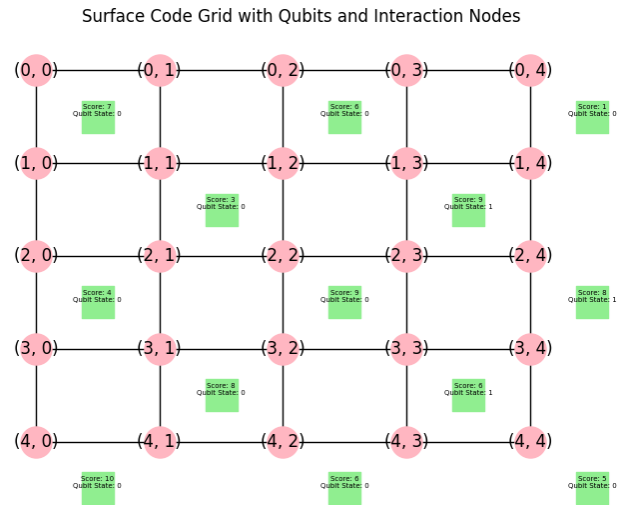 Surface Code Grid with Qubits and Interaction Nodes
(0, 0) (0, 1) (0, 2) (0, 3) (0, 4)
Score: 7
Qubit State: 0
Score: 6
Qubit State: 0
Score: 1
Qubit State: 0
(1, 0) (1, 1) (1, 2) (1, 3) (1, 4)
Score: 3
Qubit State: 0
Score: 9
Qubit State: 1
(2, 0) (2, 1) (2, 2) (2, 3) (2, 4)
Score: 4
Qubit State: 0
Score: 9
Qubit State: 0
Score: 8
Qubit State: 1
(3, 0) (3, 1) (3, 2) (3, 3) (3, 4)
Score: 8
Qubit State: 0
Score: 6
Qubit State: 1
(4, 0) (4, 1) (4, 2) (4, 3) (4, 4)
Score: 10
Qubit State: 0
Score: 6
Qubit State: 0
Score: 5
Qubit State: 0